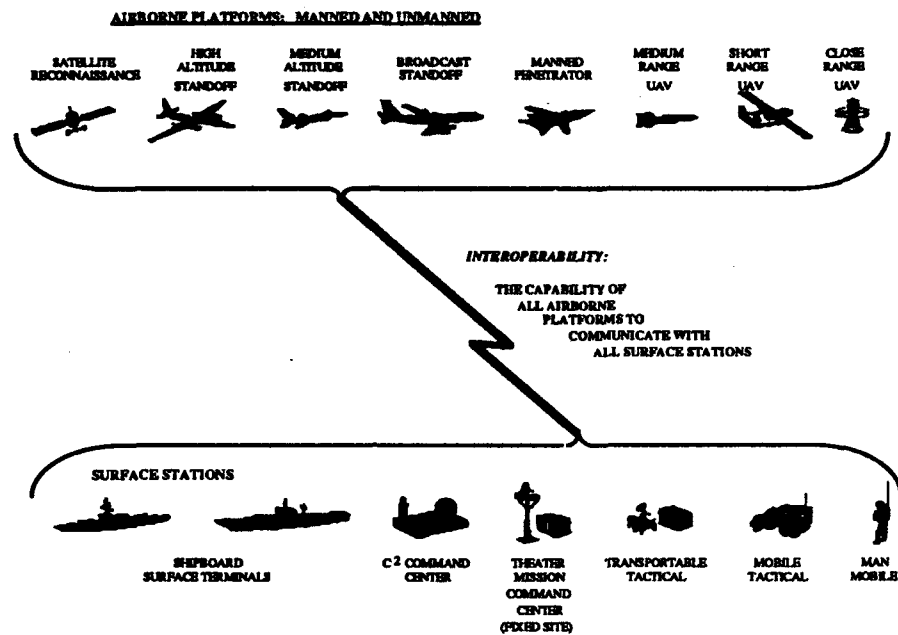 AIRBORNE PLATFORMS: MANNED AND UNMANNED
SATELLITE
RECONNAISSANCE
HIGH
ALTITUDE
STANDOFF
MEDIUM
ALTITUDE
STANDOFF
BROADCAST
STANDOFF
MANNED
PENETRATOR
MEDIUM
RANGE
UAV
SHORT
RANGE
UAV
CLOSE
RANGE
UAV
INTEROPERABILITY:
THE CAPABILITY OF
ALL AIRBORNE
PLATFORMS TO
COMMUNICATE WITH
ALL SURFACE STATIONS
SURFACE STATIONS
SHIPBOARD
SURFACE TERMINALS
C² COMMAND
CENTER
THEATER
MISSION
COMMAND
CENTER
(FIXED SITE)
TRANSPORTABLE
TACTICAL
MOBILE
TACTICAL
MAN
MOBILE